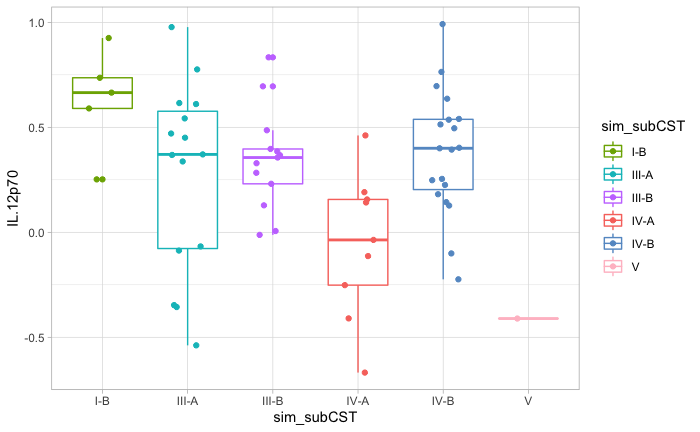 1.0
0.5
0.0
-0.5
IL.12p70
I-B III-A III-B IV-A IV-B V
sim_subCST
sim_subCST
I-B
III-A
III-B
IV-A
IV-B
V